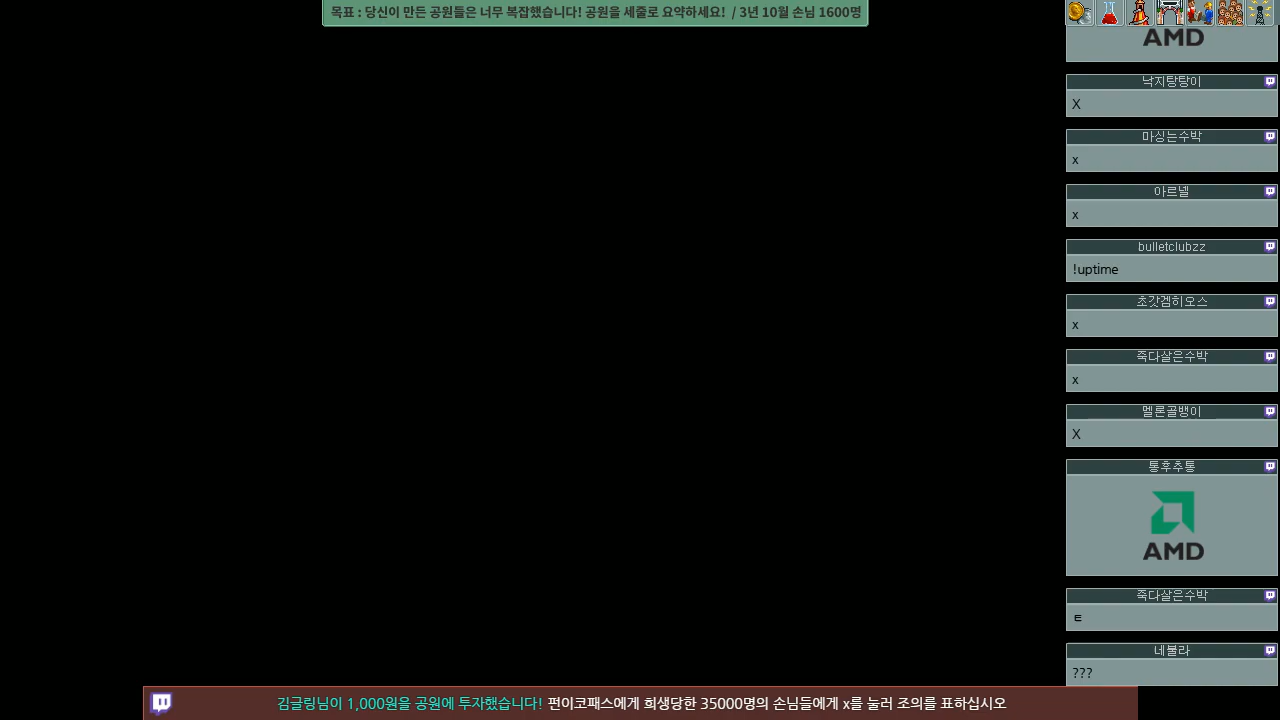 목표 : 당신이 만든 공원들은 너무 복잡했습니다! 공원을 세줄로 요약하세요! / 3년 10월 손님 1600명
AMD
낙지탕탕이
X
마싱는수박
x
아르넬
x
bulletclubzz
!uptime
초갓겜히오스
x
죽다살은수박
x
멜론골뱅이
X
통후추통
AMD
죽다살은수박
ㅌ
네불라
???
김글링님이 1,000원을 공원에 투자했습니다! 펀이코패스에게 희생당한 35000명의 손님들에게 x를 눌러 조의를 표하십시오